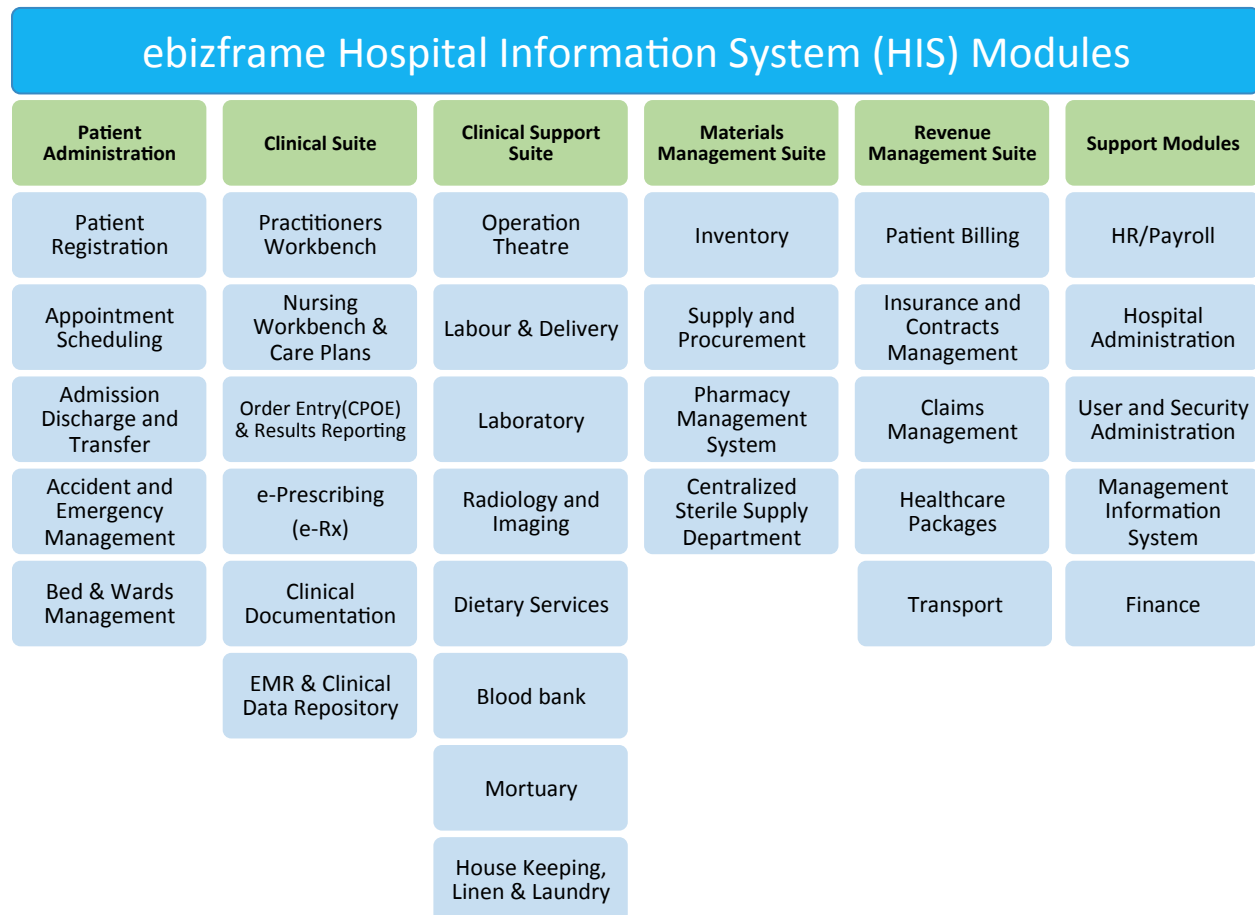 ebizframe Hospital Information System (HIS) Modules
Patient
Administration
Clinical Suite
Clinical Support
Suite
Materials
Management Suite
Revenue
Management Suite
Support Modules
Patient
Registration
Practitioners
Workbench
Operation
Theatre
Inventory
Patient Billing
HR/Payroll
Appointment
Scheduling
Nursing
Workbench &
Care Plans
Labour & Delivery
Supply and
Procurement
Insurance and
Contracts
Management
Hospital
Administration
Admission
Discharge and
Transfer
Order Entry(CPOE)
& Results Reporting
Laboratory
Pharmacy
Management
System
Claims
Management
User and Security
Administration
Accident and
Emergency
Management
e-Prescribing
(e-Rx)
Radiology and
Imaging
Centralized
Sterile Supply
Department
Healthcare
Packages
Management
Information
System
Bed & Wards
Management
Clinical
Documentation
Dietary Services
Transport
Finance
EMR & Clinical
Data Repository
Blood bank
Mortuary
House Keeping,
Linen & Laundry